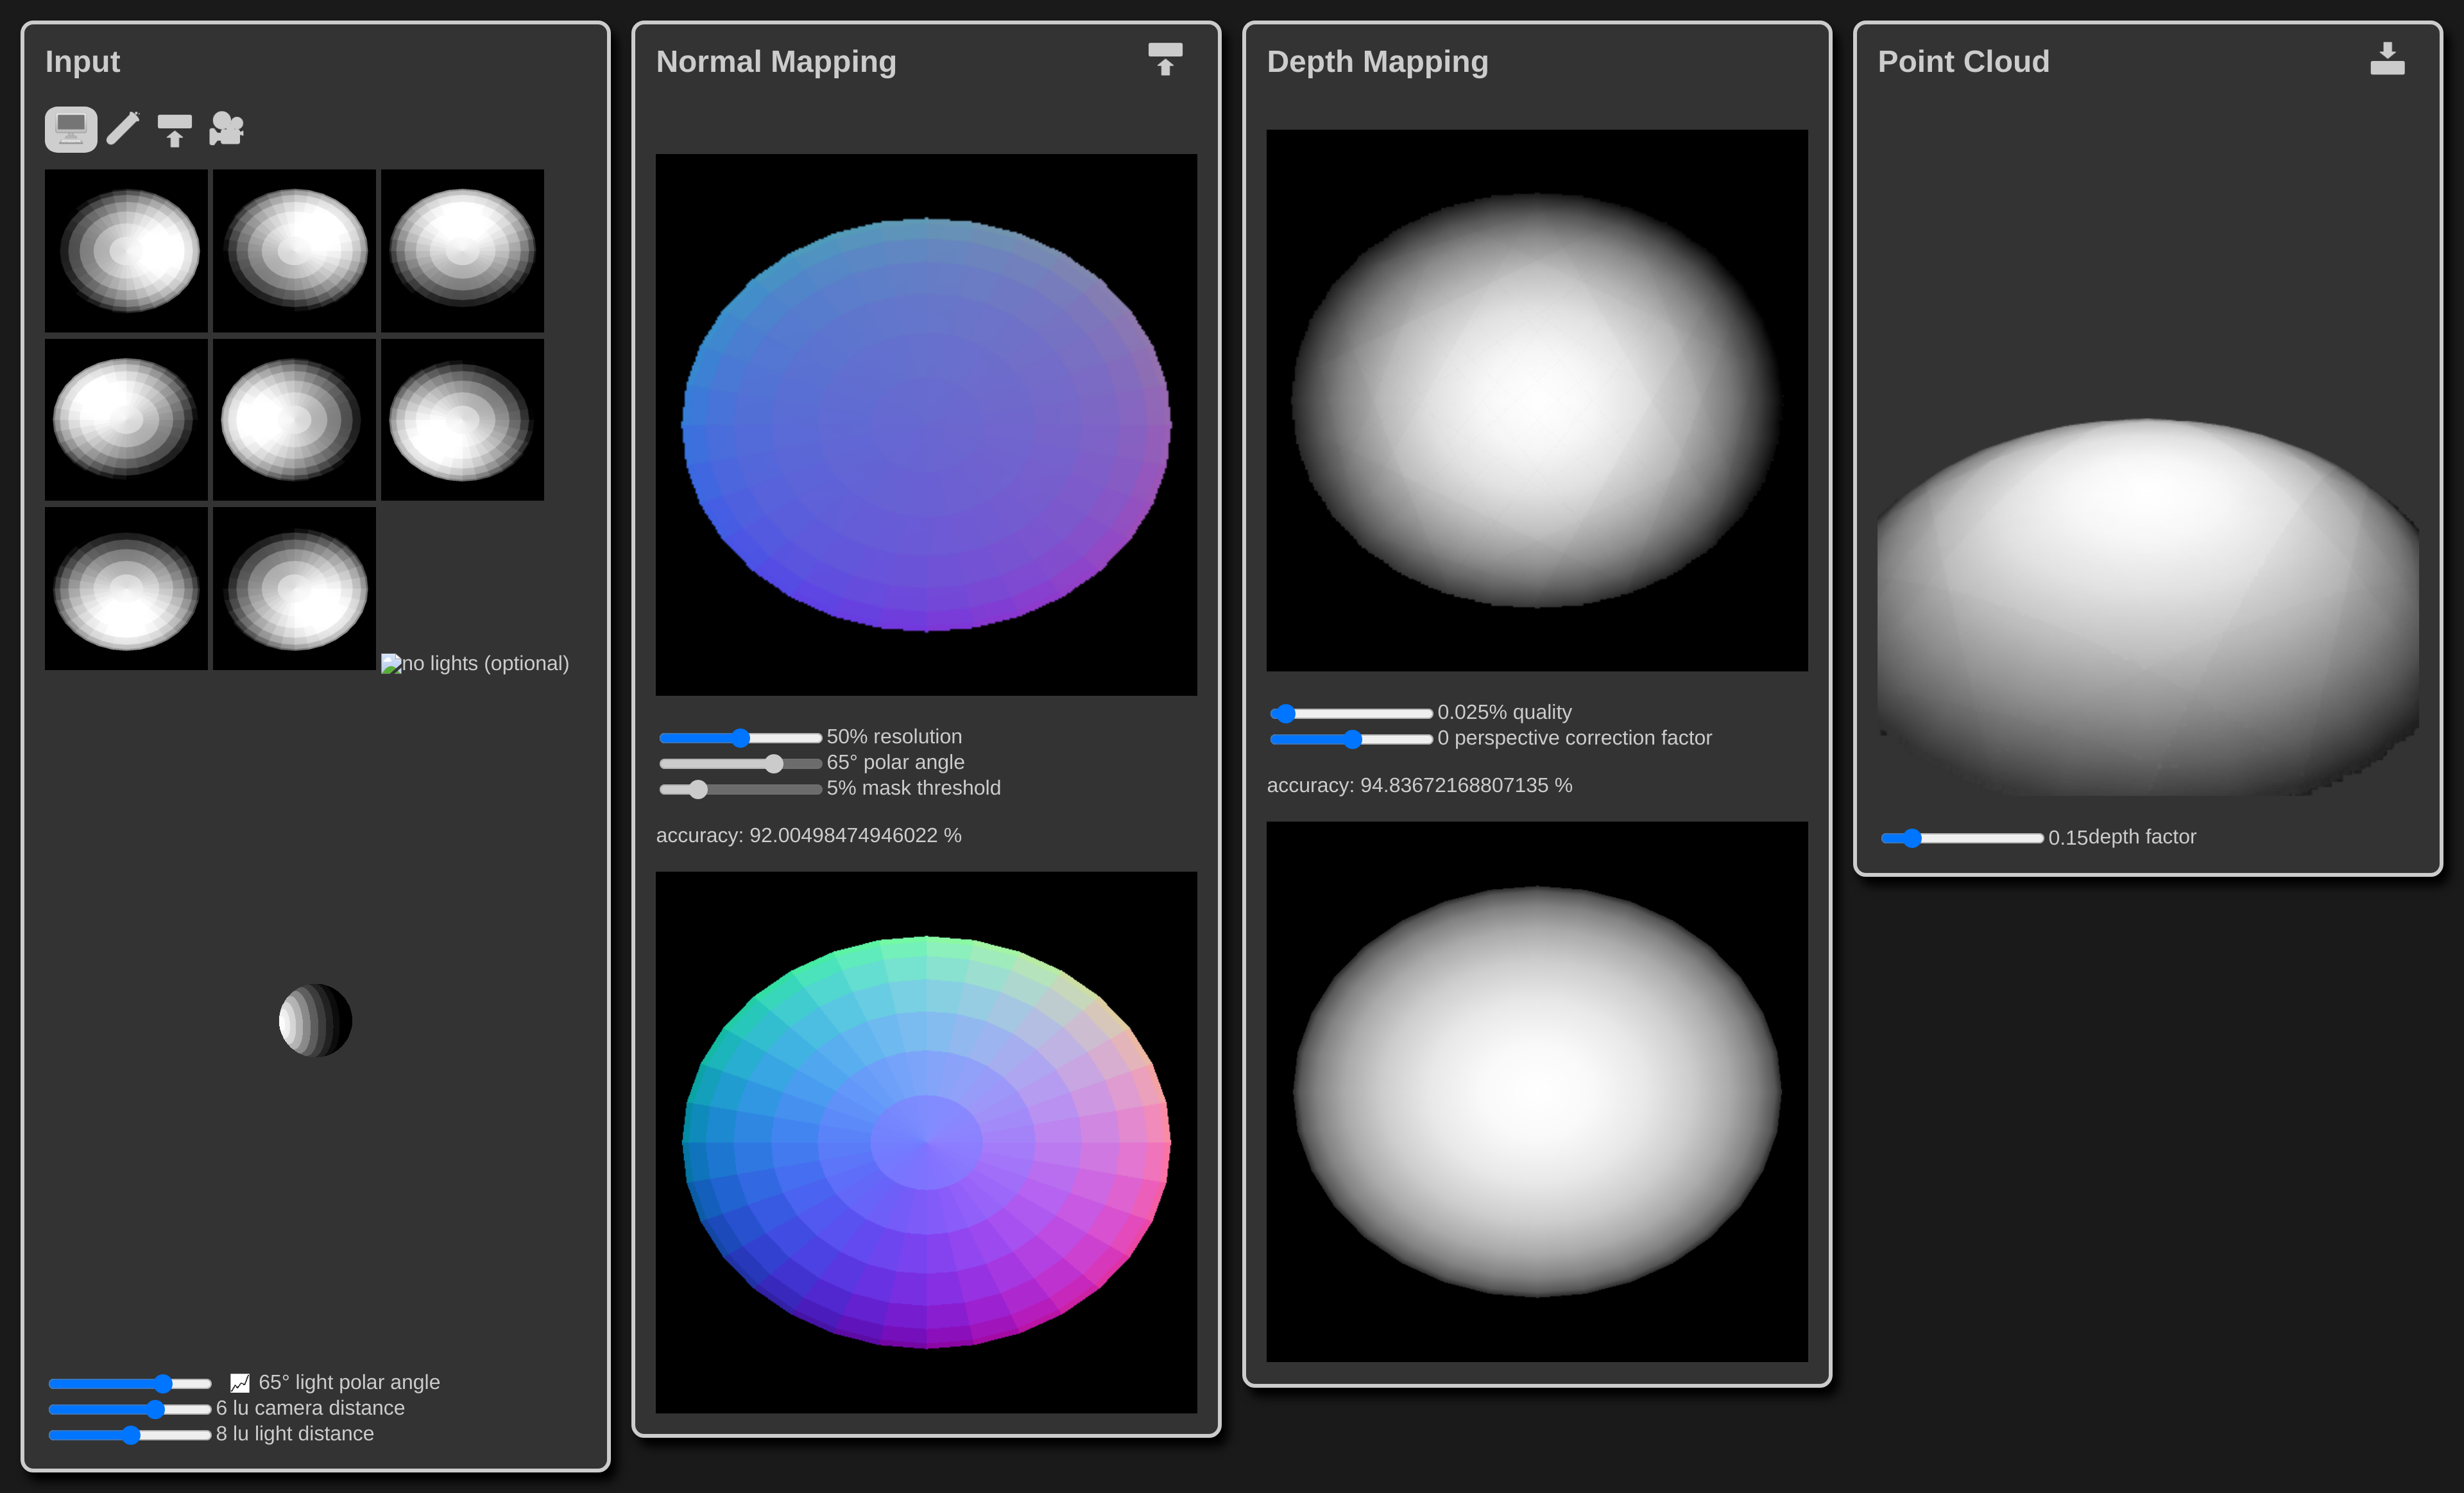 Input
no lights (optional)
65° light polar angle
6 lu camera distance
8 lu light distance
Normal Mapping
50% resolution
65° polar angle
5% mask threshold
accuracy: 92.00498474946022 %
Depth Mapping
0.025% quality
0 perspective correction factor
accuracy: 94.83672168807135 %
Point Cloud
0.15depth factor